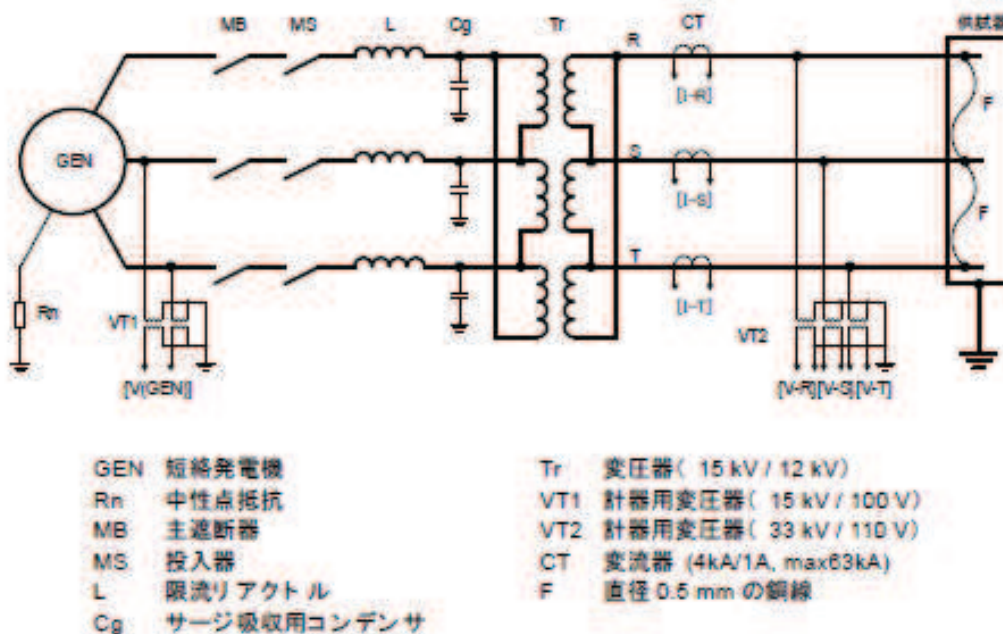 MB MS L Cg Tr CT 供試器
R
[I-R]
F
GEN
S
[I-S]
F
T
[I-T]
Rn
VT1
VT2
[V(GEN)]
[V-R][V-S][V-T]
GEN 短絡発電機
Rn 中性点抵抗
MB 主遮断器
MS 投入器
L 限流リアクトル
Cg サージ吸収用コンデンサ
Tr 変圧器( 15 kV / 12 kV)
VT1 計器用変圧器( 15 kV / 100 V)
VT2 計器用変圧器( 33 kV / 110 V)
CT 変流器 (4kA/1A, max63kA)
F 直径 0.5 mm の銅線